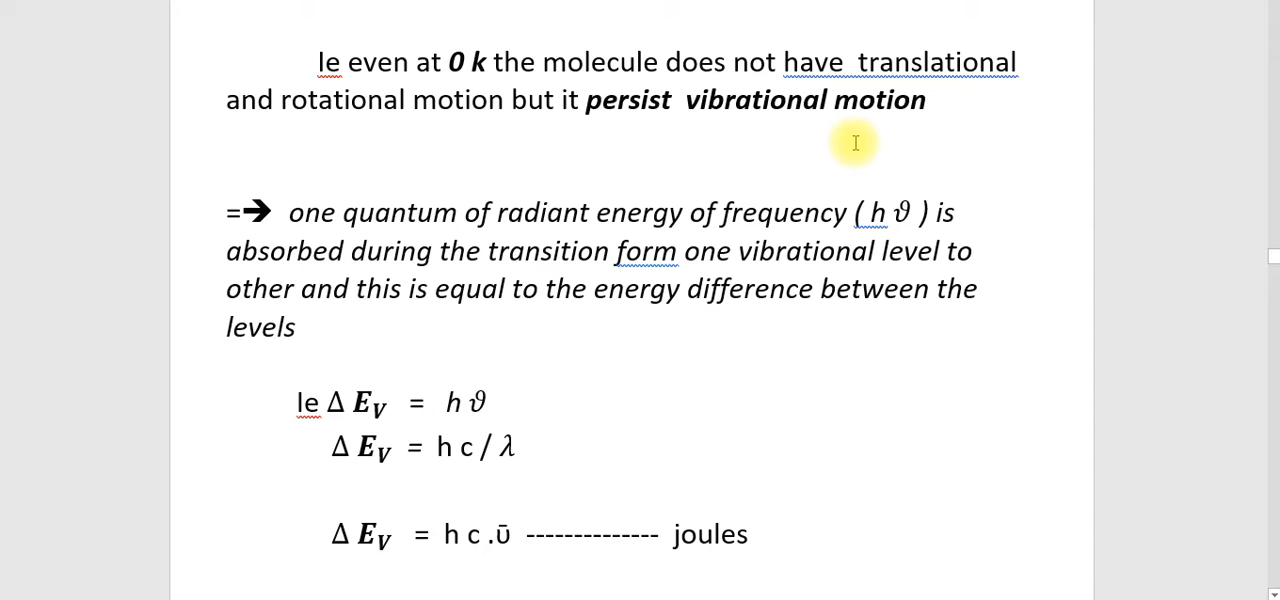 Ie even at 0 k the molecule does not have  translational
and rotational motion but it persist  vibrational motion
=➔  one quantum of radiant energy of frequency ( h ϑ ) is
absorbed during the transition form one vibrational level to
other and this is equal to the energy difference between the
levels
Ie Δ E_V  =  h ϑ
Δ E_V  =  h c / λ
Δ E_V  =  h c .ῡ  --------------  joules